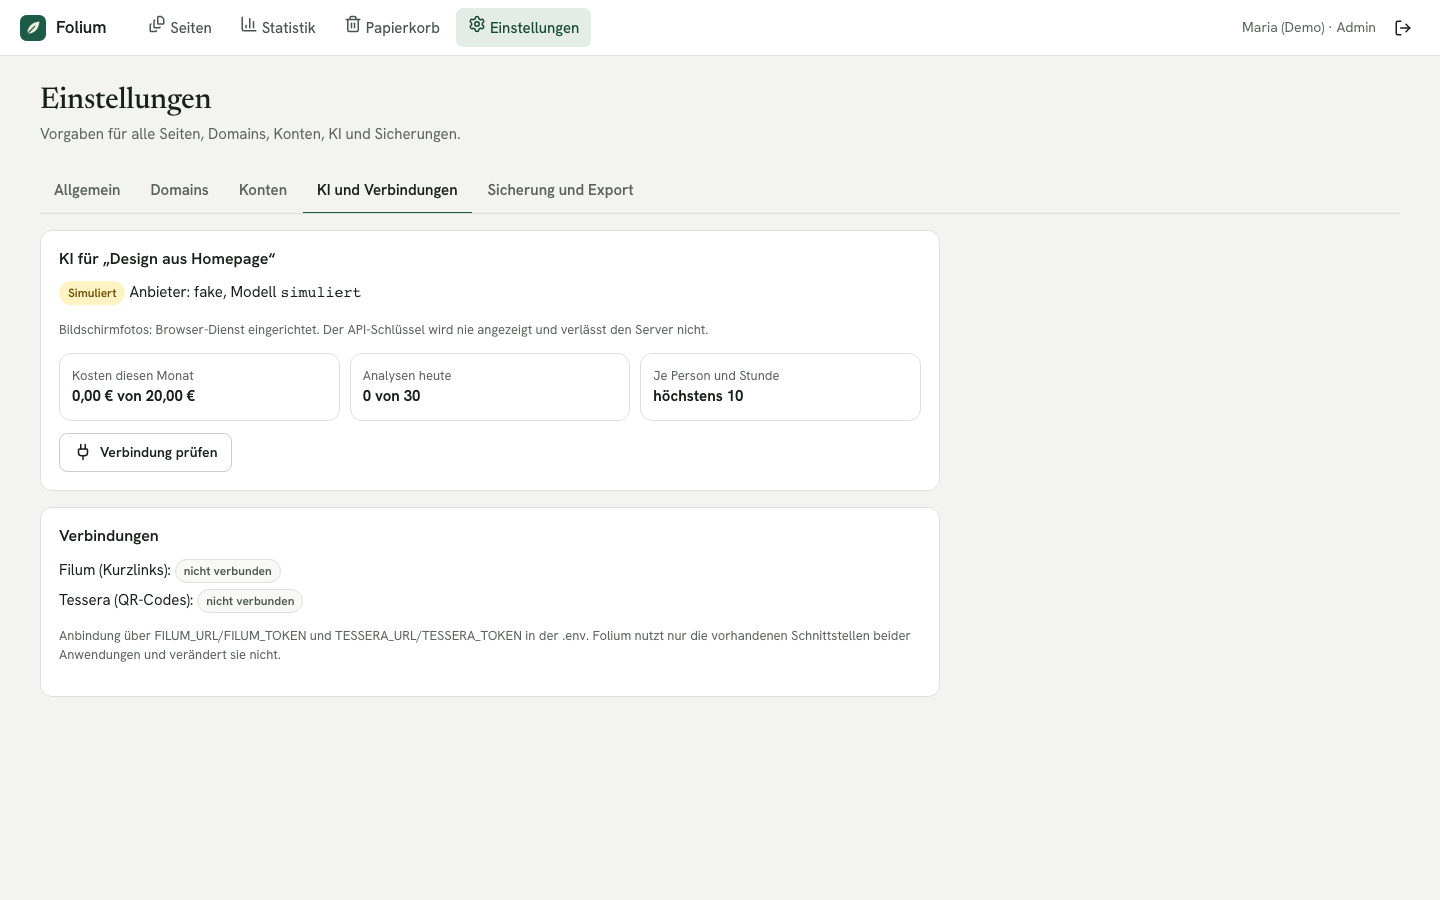 Folium
Seiten
Statistik
Papierkorb
Einstellungen
Maria (Demo) · Admin
Einstellungen
Vorgaben für alle Seiten, Domains, Konten, KI und Sicherungen.
Allgemein
Domains
Konten
KI und Verbindungen
Sicherung und Export
KI für „Design aus Homepage“
Simuliert Anbieter: fake, Modell simuliert
Bildschirmfotos: Browser-Dienst eingerichtet. Der API-Schlüssel wird nie angezeigt und verlässt den Server nicht.
Kosten diesen Monat
0,00 € von 20,00 €
Analysen heute
0 von 30
Je Person und Stunde
höchstens 10
Verbindung prüfen
Verbindungen
Filum (Kurzlinks): nicht verbunden
Tessera (QR-Codes): nicht verbunden
Anbindung über FILUM_URL/FILUM_TOKEN und TESSERA_URL/TESSERA_TOKEN in der .env. Folium nutzt nur die vorhandenen Schnittstellen beider
Anwendungen und verändert sie nicht.